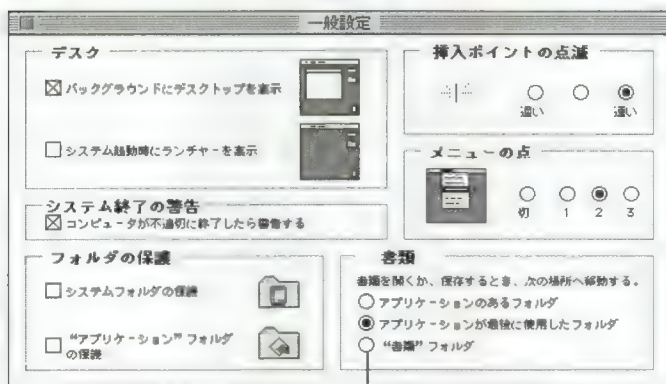 一般設定
デスク
バックグラウンドにデスクトップを表示
システム起動時にランチャーを表示
システム終了の警告
コンピュータが不適切に終了したら警告する
フォルダの保護
システムフォルダの保護
“アプリケーション” フォルダ
の保護
挿入ポイントの点滅
遅い
速い
メニューの点滅
切 1 2 3
書類
書類を開くか、保存するとき、次の場所へ移動する。
アプリケーションのあるフォルダ
アプリケーションが最後に使用したフォルダ
“書類” フォルダ